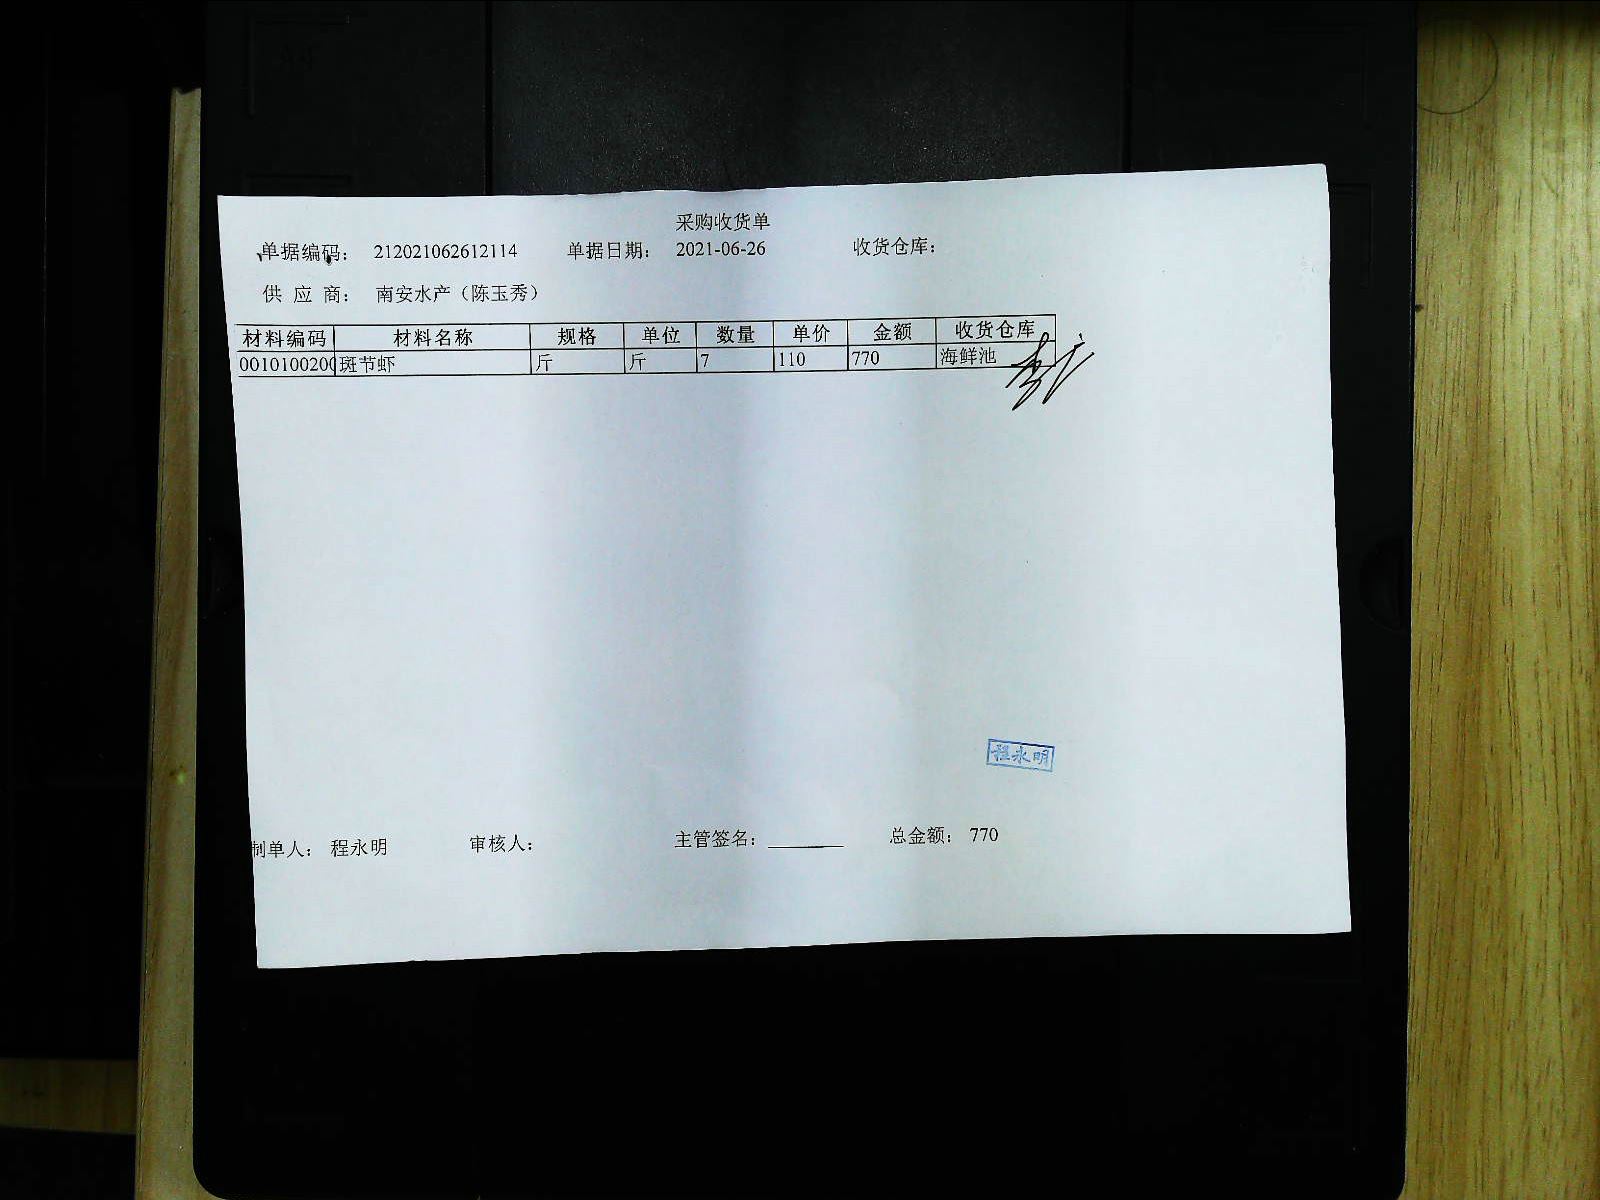 采购收货单
单据编码： 212021062612114 单据日期： 2021-06-26 收货仓库：
供 应 商： 南安水产（陈玉秀）
材料编码 材料名称 规格 单位 数量 单价 金额 收货仓库
0010100200 斑节虾 斤 斤 7 110 770 海鲜池
程永明
制单人： 程永明 审核人： 主管签名： 总金额： 770